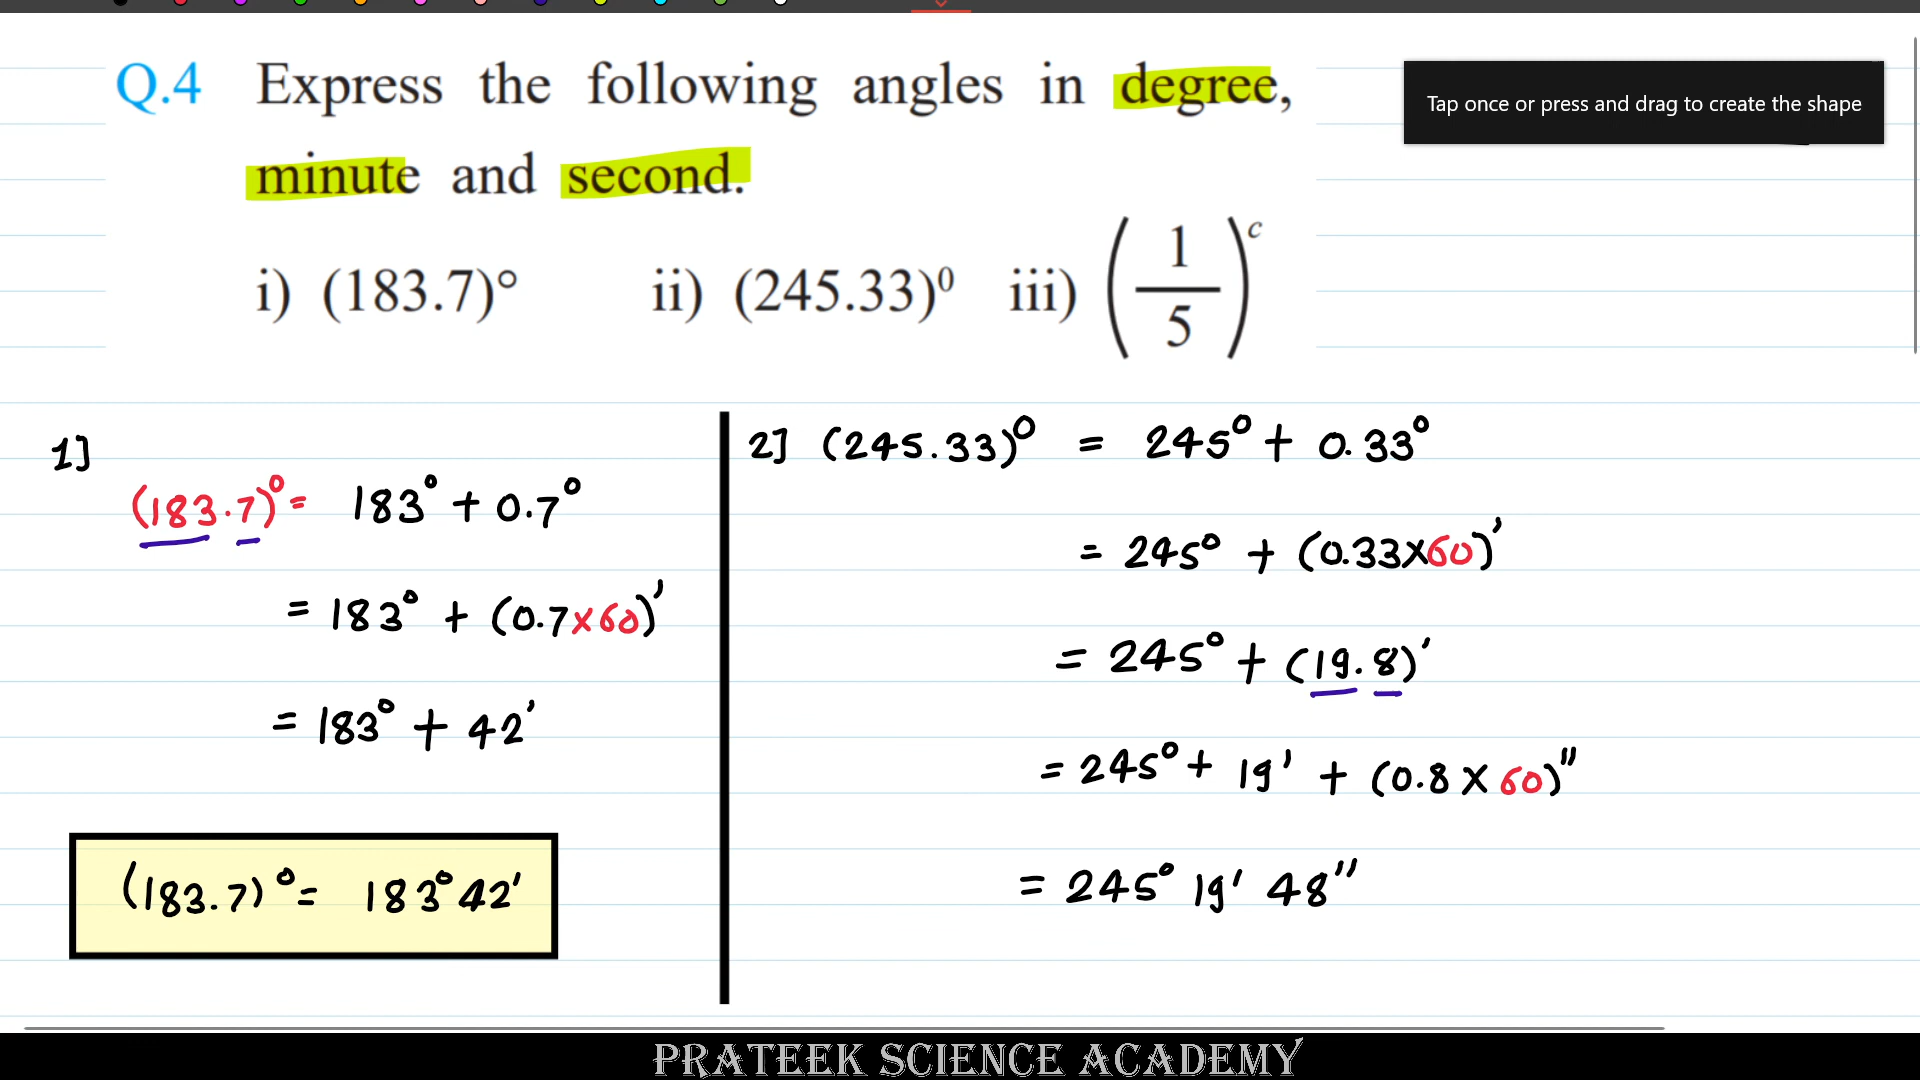 Q.4 Express the following angles in degree,
minute and second.
i) (183.7)° ii) (245.33)⁰ iii) (1/5)ᶜ
Tap once or press and drag to create the shape
1]
(183.7)° = 183° + 0.7°
= 183° + (0.7×60)'
= 183° + 42'
(183.7)° = 183° 42'
2] (245.33)⁰ = 245° + 0.33°
= 245° + (0.33×60)'
= 245° + (19.8)'
= 245° + 19' + (0.8 × 60)"
= 245° 19' 48"
PRATEEK SCIENCE ACADEMY